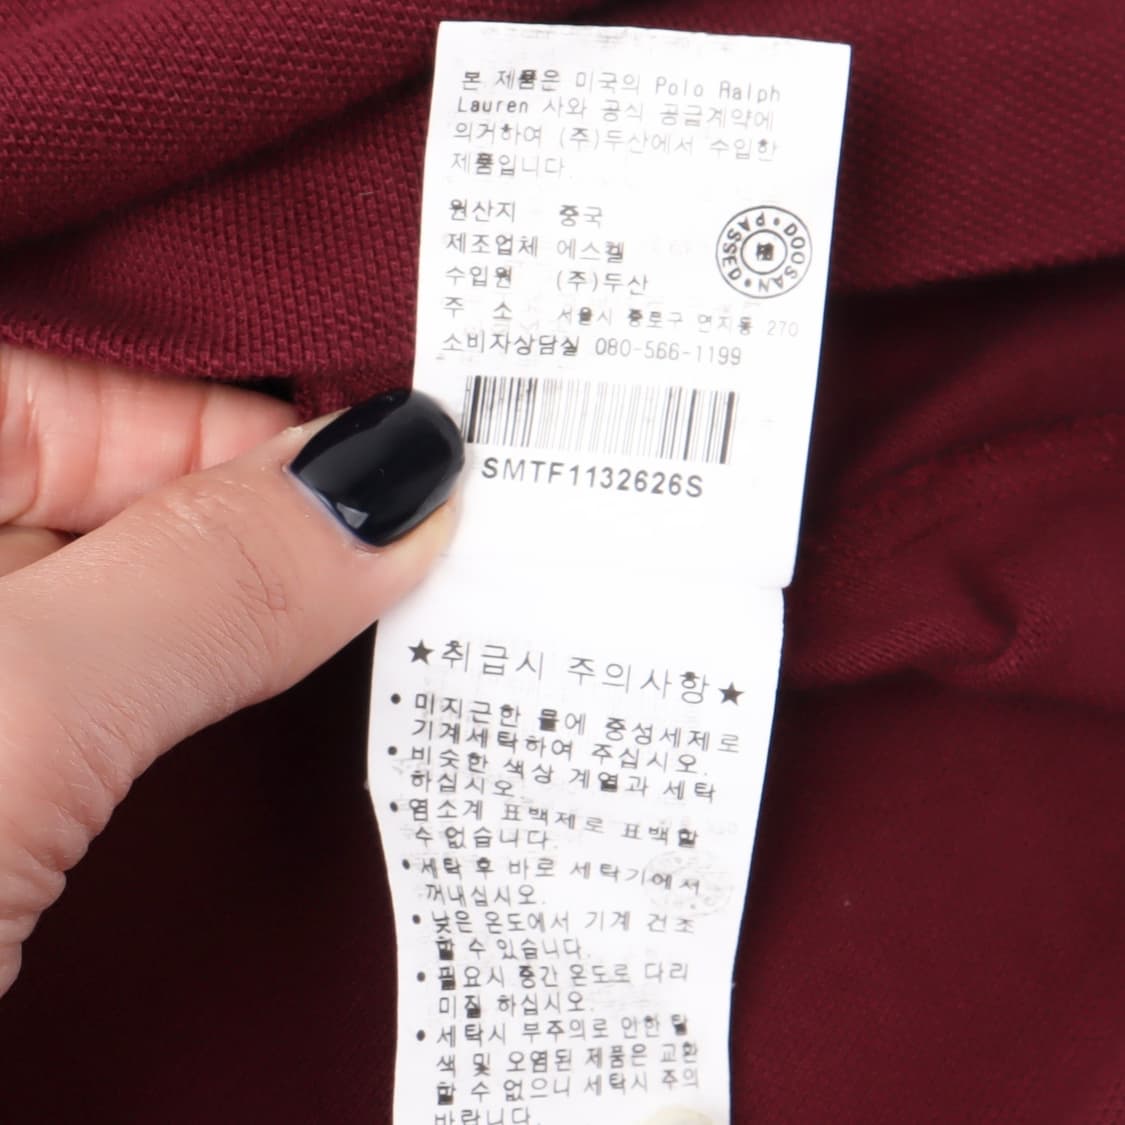 본 제품은 미국의 Polo Ralph
Lauren 사와 공식 공급계약에
의거하여 (주)두산에서 수입한
제품입니다.
원산지 중국
제조업체 에스켈
수입원 (주)두산
주 소 서울시 종로구 연지동 270
소비자상담실 080-566-1199
DOOSAN • PASSED •
SMTF1132626S
★취급시 주의사항★
• 미지근한 물에 중성세제로
기계세탁하여 주십시오.
• 비슷한 색상 계열과 세탁
하십시오.
• 염소계 표백제로 표백할
수 없습니다.
• 세탁 후 바로 세탁기에서
꺼내십시오.
• 낮은 온도에서 기계 건조
할 수 있습니다.
• 필요시 중간 온도로 다리
미질 하십시오.
• 세탁시 부주의로 인한 탈
색 및 오염된 제품은 교환
할 수 없으니 세탁시 주의
바랍니다.